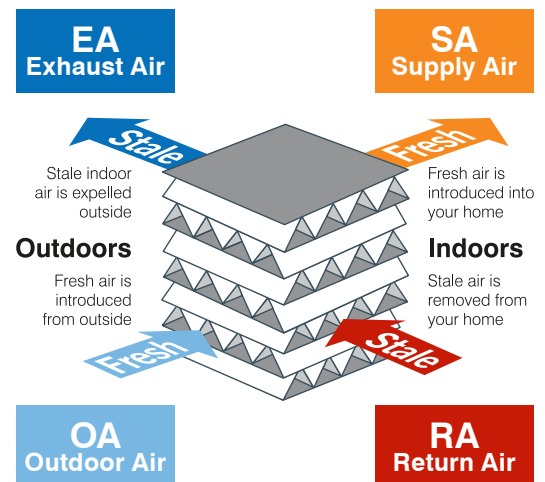 EA
Exhaust Air
SA
Supply Air
Stale
Fresh
Stale indoor
air is expelled
outside
Fresh air is
introduced into
your home
Outdoors
Indoors
Fresh air is
introduced
from outside
Stale air is
removed from
your home
Fresh
Stale
OA
Outdoor Air
RA
Return Air